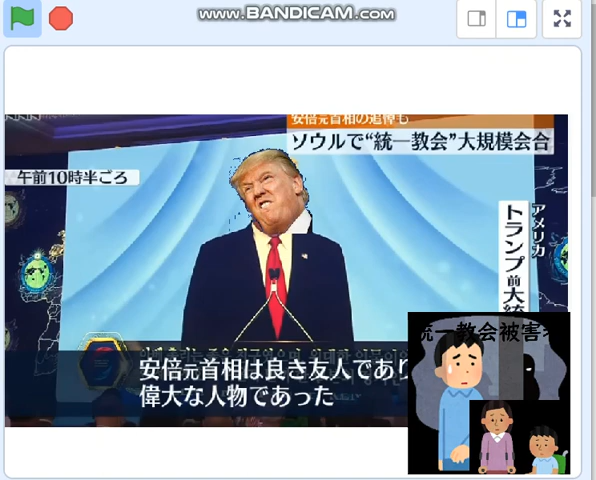 www.BANDICAM.com
安倍元首相の追悼も
ソウルで“統一教会”大規模会合
午前10時半ごろ
アメリカ
トランプ前大統
安倍元首相は良き友人であり
偉大な人物であった
統一教会被害者